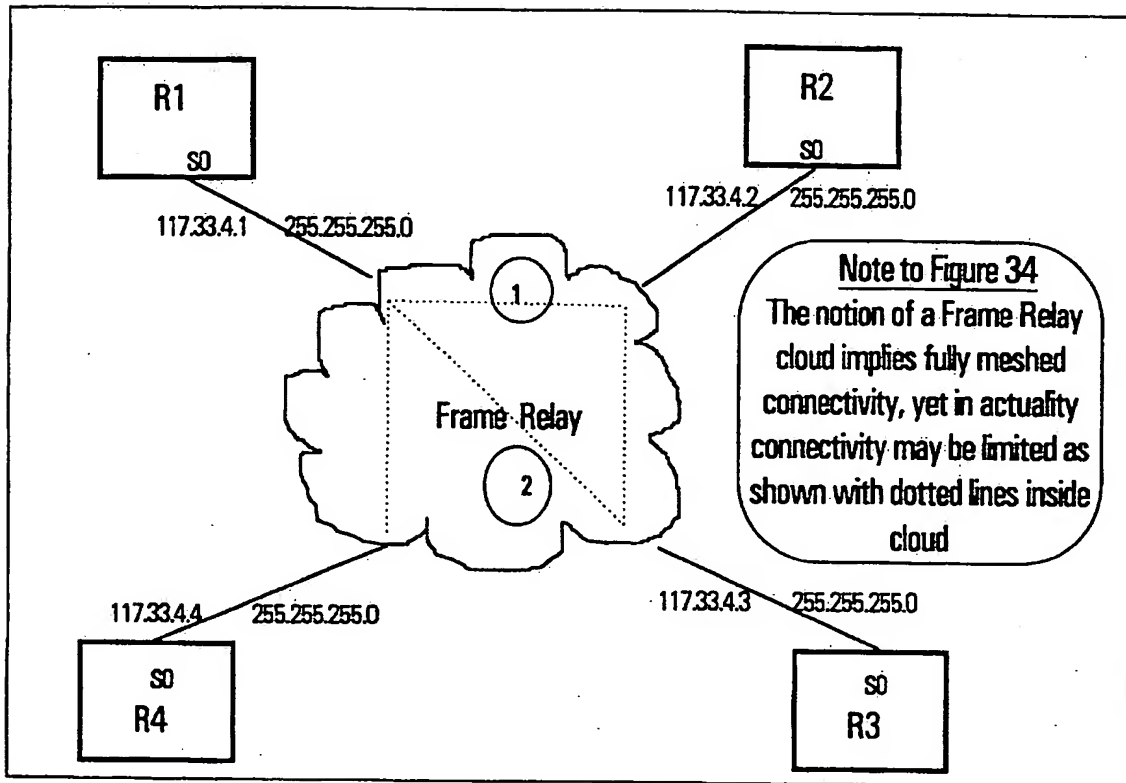 R1
S0
R2
S0
117.33.4.1 255.255.255.0
117.33.4.2 255.255.255.0
1
Note to Figure 34
The notion of a Frame Relay
cloud implies fully meshed
connectivity, yet in actuality
connectivity may be limited as
shown with dotted lines inside
cloud
Frame Relay
2
117.33.4.4 255.255.255.0
117.33.4.3 255.255.255.0
S0
R4
S0
R3